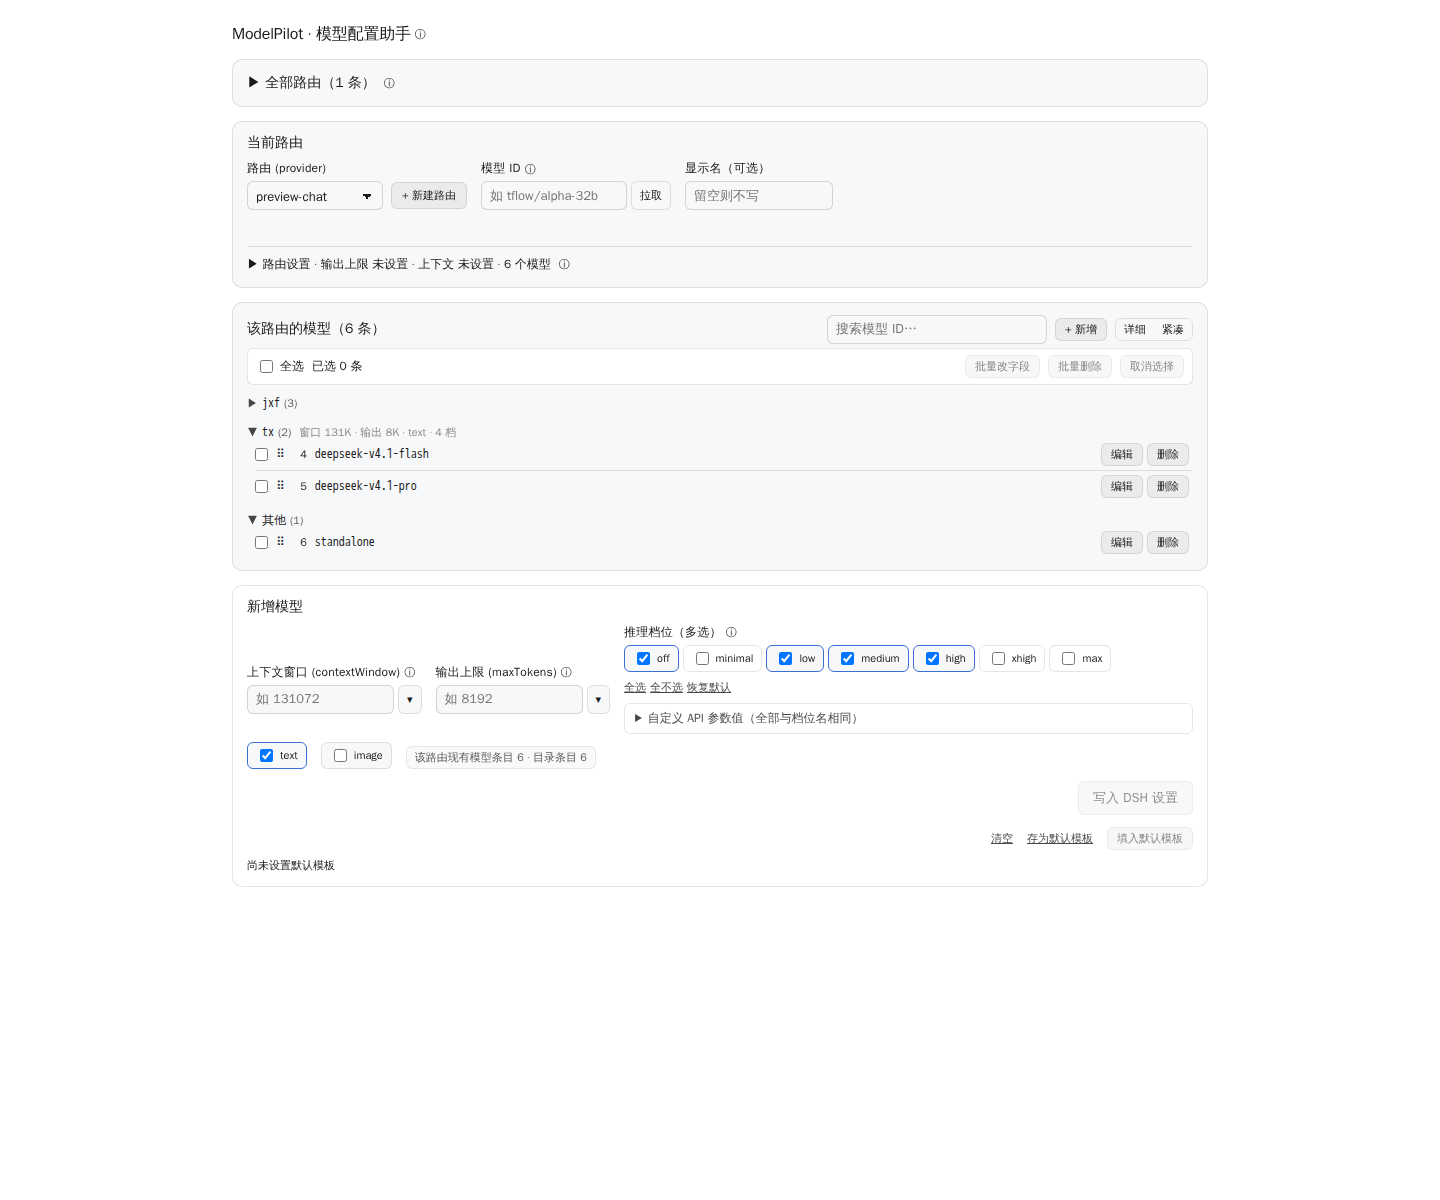 ModelPilot · 模型配置助手 ⓘ
▶ 全部路由（1 条） ⓘ
当前路由
路由 (provider) 模型 ID ⓘ 显示名（可选）
preview-chat + 新建路由 如 tflow/alpha-32b 拉取 留空则不写
▶ 路由设置 · 输出上限 未设置 · 上下文 未设置 · 6 个模型 ⓘ
该路由的模型（6 条） 搜索模型 ID… + 新增 详细 紧凑
全选 已选 0 条 批量改字段 批量删除 取消选择
▶ jxf (3)
▼ tx (2) 窗口 131K · 输出 8K · text · 4 档
⠿ 4 deepseek-v4.1-flash 编辑 删除
⠿ 5 deepseek-v4.1-pro 编辑 删除
▼ 其他 (1)
⠿ 6 standalone 编辑 删除
新增模型
推理档位（多选） ⓘ
off minimal low medium high xhigh max
上下文窗口 (contextWindow) ⓘ 输出上限 (maxTokens) ⓘ
全选 全不选 恢复默认
如 131072 ▾ 如 8192 ▾
▶ 自定义 API 参数值（全部与档位名相同）
text image 该路由现有模型条目 6 · 目录条目 6
写入 DSH 设置
清空 存为默认模板 填入默认模板
尚未设置默认模板